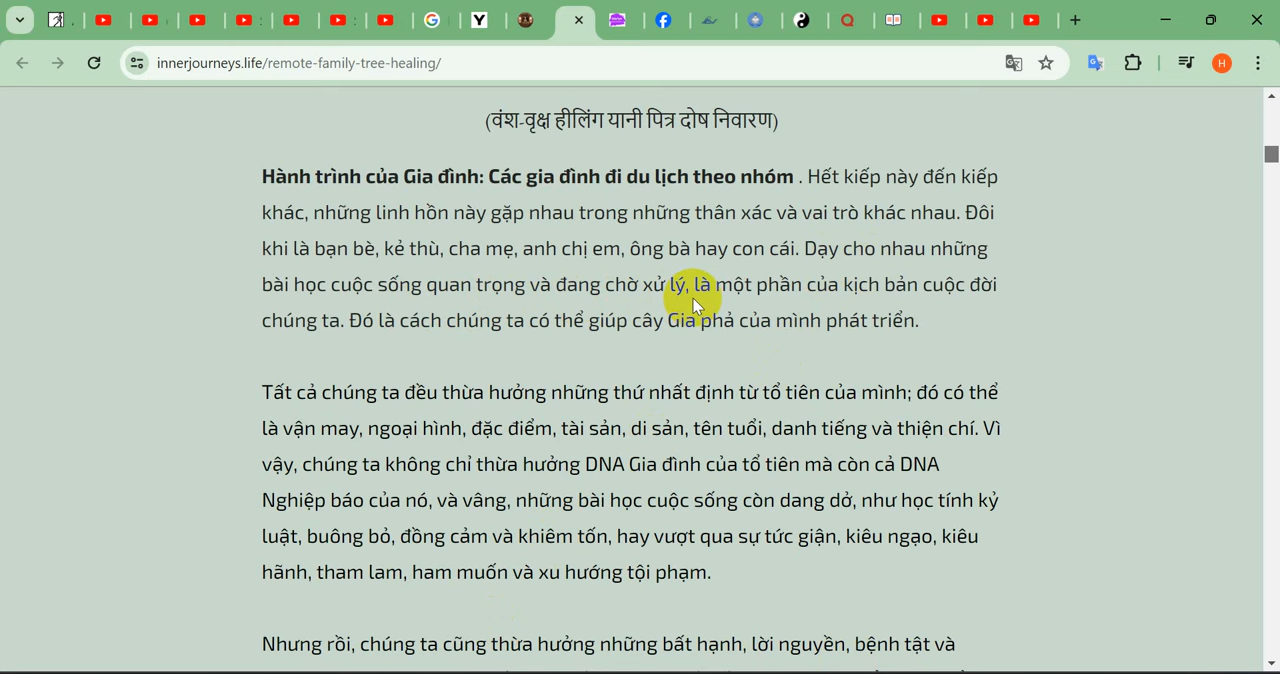 innerjourneys.life/remote-family-tree-healing/
H
(वंश-वृक्ष हीलिंग यानी पित्र दोष निवारण)
Hành trình của Gia đình: Các gia đình đi du lịch theo nhóm . Hết kiếp này đến kiếp
khác, những linh hồn này gặp nhau trong những thân xác và vai trò khác nhau. Đôi
khi là bạn bè, kẻ thù, cha mẹ, anh chị em, ông bà hay con cái. Dạy cho nhau những
bài học cuộc sống quan trọng và đang chờ xử lý, là một phần của kịch bản cuộc đời
chúng ta. Đó là cách chúng ta có thể giúp cây Gia phả của mình phát triển.
Tất cả chúng ta đều thừa hưởng những thứ nhất định từ tổ tiên của mình; đó có thể
là vận may, ngoại hình, đặc điểm, tài sản, di sản, tên tuổi, danh tiếng và thiện chí. Vì
vậy, chúng ta không chỉ thừa hưởng DNA Gia đình của tổ tiên mà còn cả DNA
Nghiệp báo của nó, và vâng, những bài học cuộc sống còn dang dở, như học tính kỷ
luật, buông bỏ, đồng cảm và khiêm tốn, hay vượt qua sự tức giận, kiêu ngạo, kiêu
hãnh, tham lam, ham muốn và xu hướng tội phạm.
Nhưng rồi, chúng ta cũng thừa hưởng những bất hạnh, lời nguyền, bệnh tật và